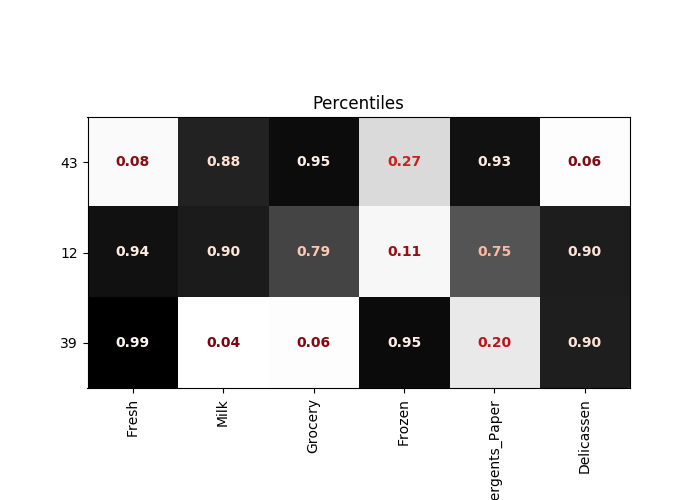 Percentiles
43 0.08 0.88 0.95 0.27 0.93 0.06
12 0.94 0.90 0.79 0.11 0.75 0.90
39 0.99 0.04 0.06 0.95 0.20 0.90
Fresh Milk Grocery Frozen ergents_Paper Delicassen